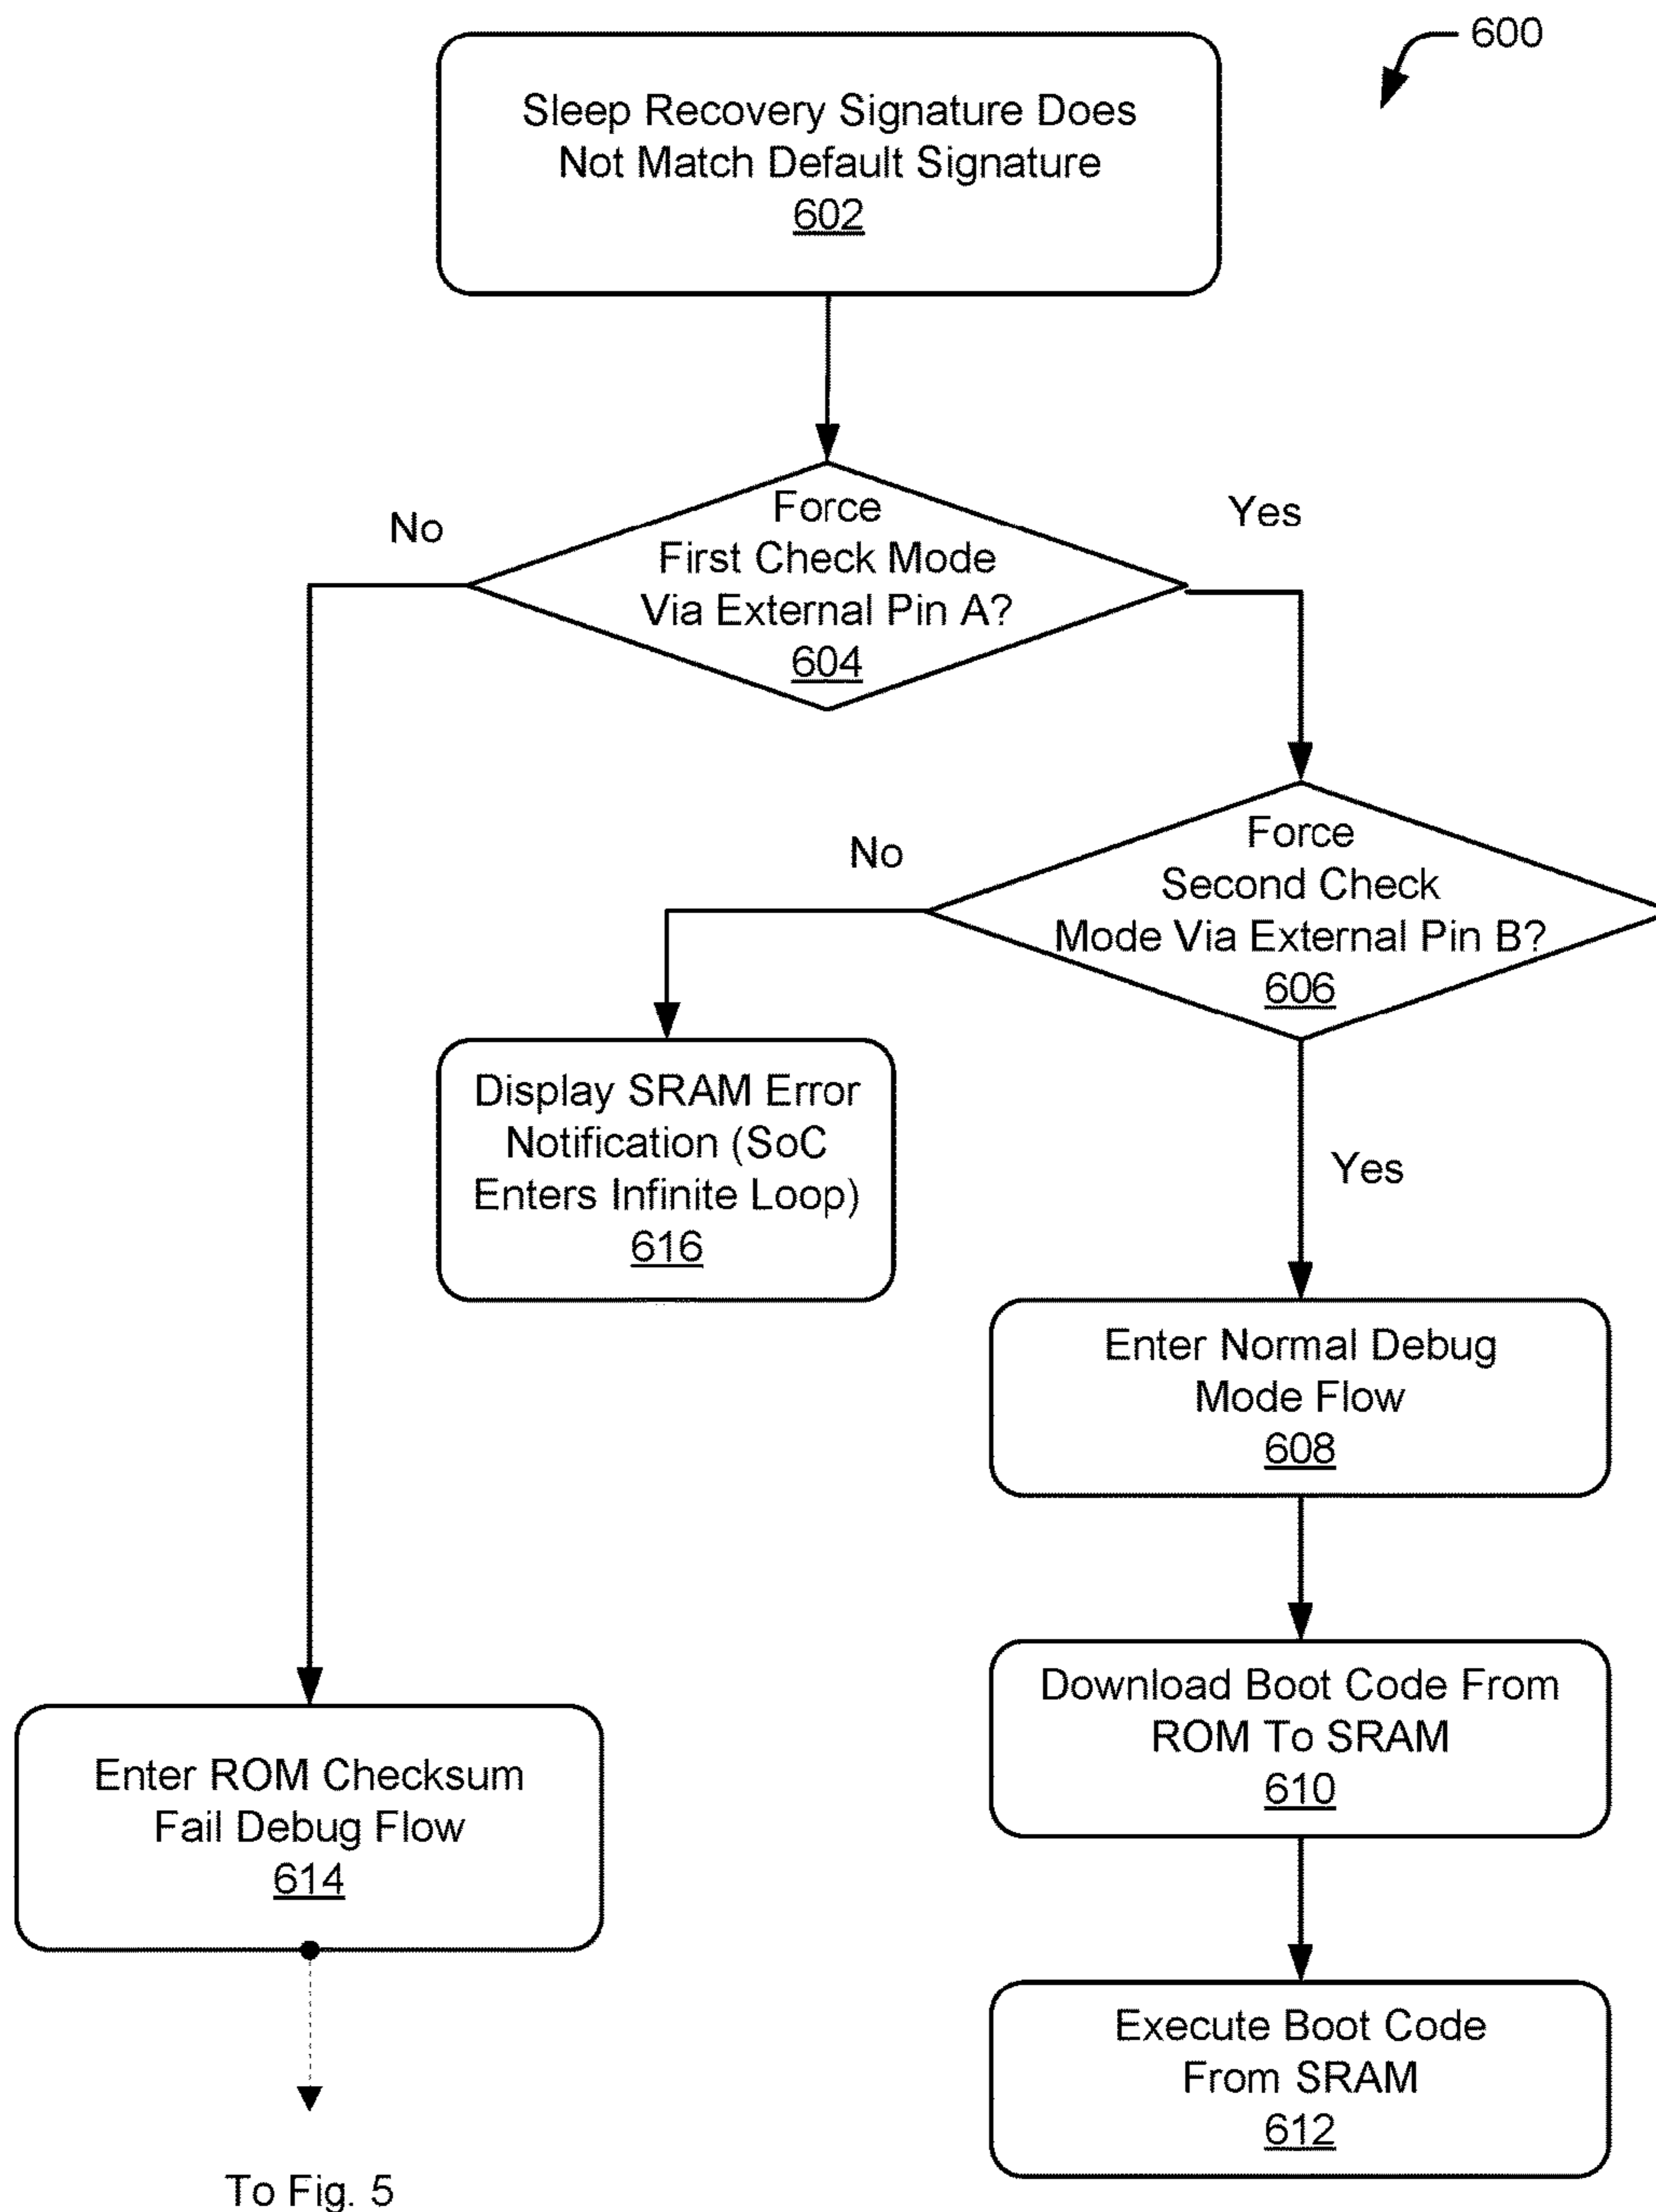 600
Sleep Recovery Signature Does
Not Match Default Signature
602
No
Force
First Check Mode
Via External Pin A?
604
Yes
No
Force
Second Check
Mode Via External Pin B?
606
Display SRAM Error
Notification (SoC
Enters Infinite Loop)
616
Yes
Enter Normal Debug
Mode Flow
608
Download Boot Code From
ROM To SRAM
610
Enter ROM Checksum
Fail Debug Flow
614
Execute Boot Code
From SRAM
612
To Fig. 5